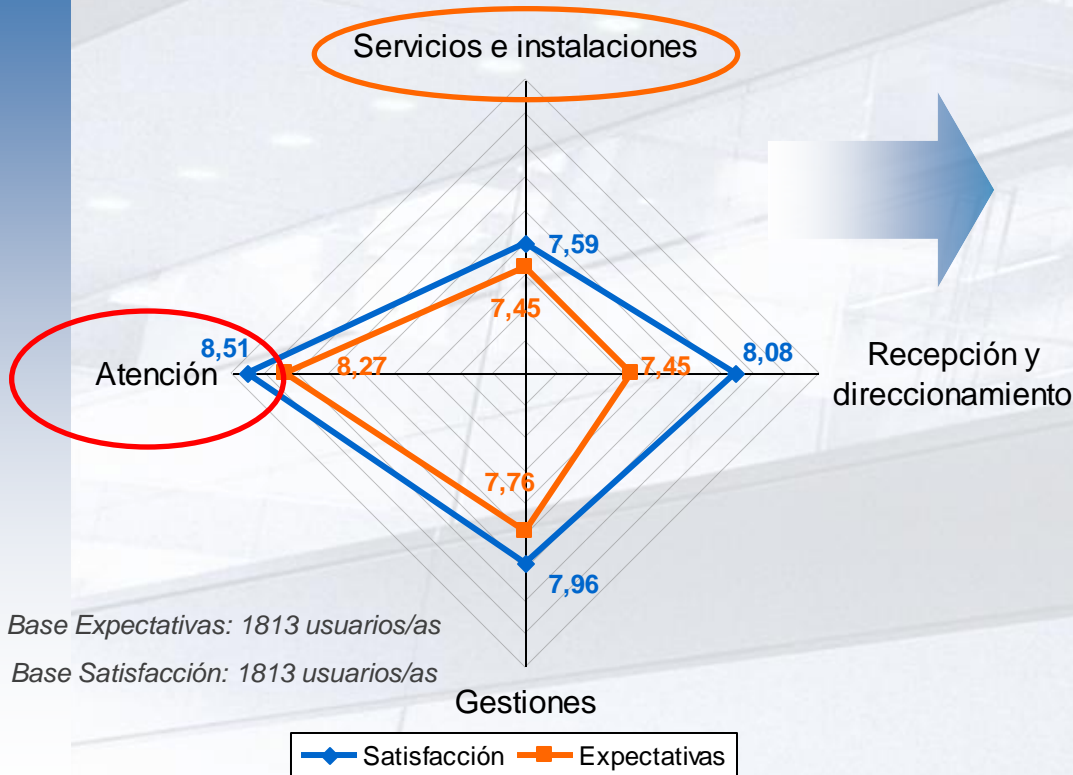 Servicios e instalaciones
7,59
7,45
8,51
Atención
8,27
7,45
8,08
Recepción y
direccionamiento
7,76
7,96
Base Expectativas: 1813 usuarios/as
Base Satisfacción: 1813 usuarios/as
Gestiones
Satisfacción
Expectativas